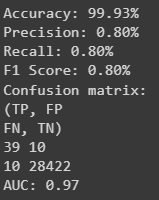 Accuracy: 99.93%
Precision: 0.80%
Recall: 0.80%
F1 Score: 0.80%
Confusion matrix:
(TP, FP
FN, TN)
39 10
10 28422
AUC: 0.97